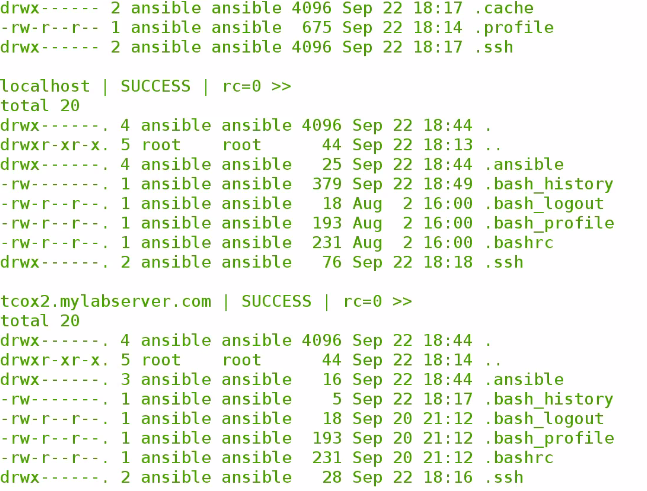 drwx------ 2 ansible ansible 4096 Sep 22 18:17 .cache
-rw-r--r-- 1 ansible ansible  675 Sep 22 18:14 .profile
drwx------ 2 ansible ansible 4096 Sep 22 18:17 .ssh

localhost | SUCCESS | rc=0 >>
total 20
drwx------. 4 ansible ansible 4096 Sep 22 18:44 .
drwxr-xr-x. 5 root    root      44 Sep 22 18:13 ..
drwx------. 4 ansible ansible   25 Sep 22 18:44 .ansible
-rw-------. 1 ansible ansible  379 Sep 22 18:49 .bash_history
-rw-r--r--. 1 ansible ansible   18 Aug  2 16:00 .bash_logout
-rw-r--r--. 1 ansible ansible  193 Aug  2 16:00 .bash_profile
-rw-r--r--. 1 ansible ansible  231 Aug  2 16:00 .bashrc
drwx------. 2 ansible ansible   76 Sep 22 18:18 .ssh

tcox2.mylabserver.com | SUCCESS | rc=0 >>
total 20
drwx------. 4 ansible ansible 4096 Sep 22 18:44 .
drwxr-xr-x. 5 root    root      44 Sep 22 18:14 ..
drwx------. 3 ansible ansible   16 Sep 22 18:44 .ansible
-rw-------. 1 ansible ansible    5 Sep 22 18:17 .bash_history
-rw-r--r--. 1 ansible ansible   18 Sep 20 21:12 .bash_logout
-rw-r--r--. 1 ansible ansible  193 Sep 20 21:12 .bash_profile
-rw-r--r--. 1 ansible ansible  231 Sep 20 21:12 .bashrc
drwx------. 2 ansible ansible   28 Sep 22 18:16 .ssh